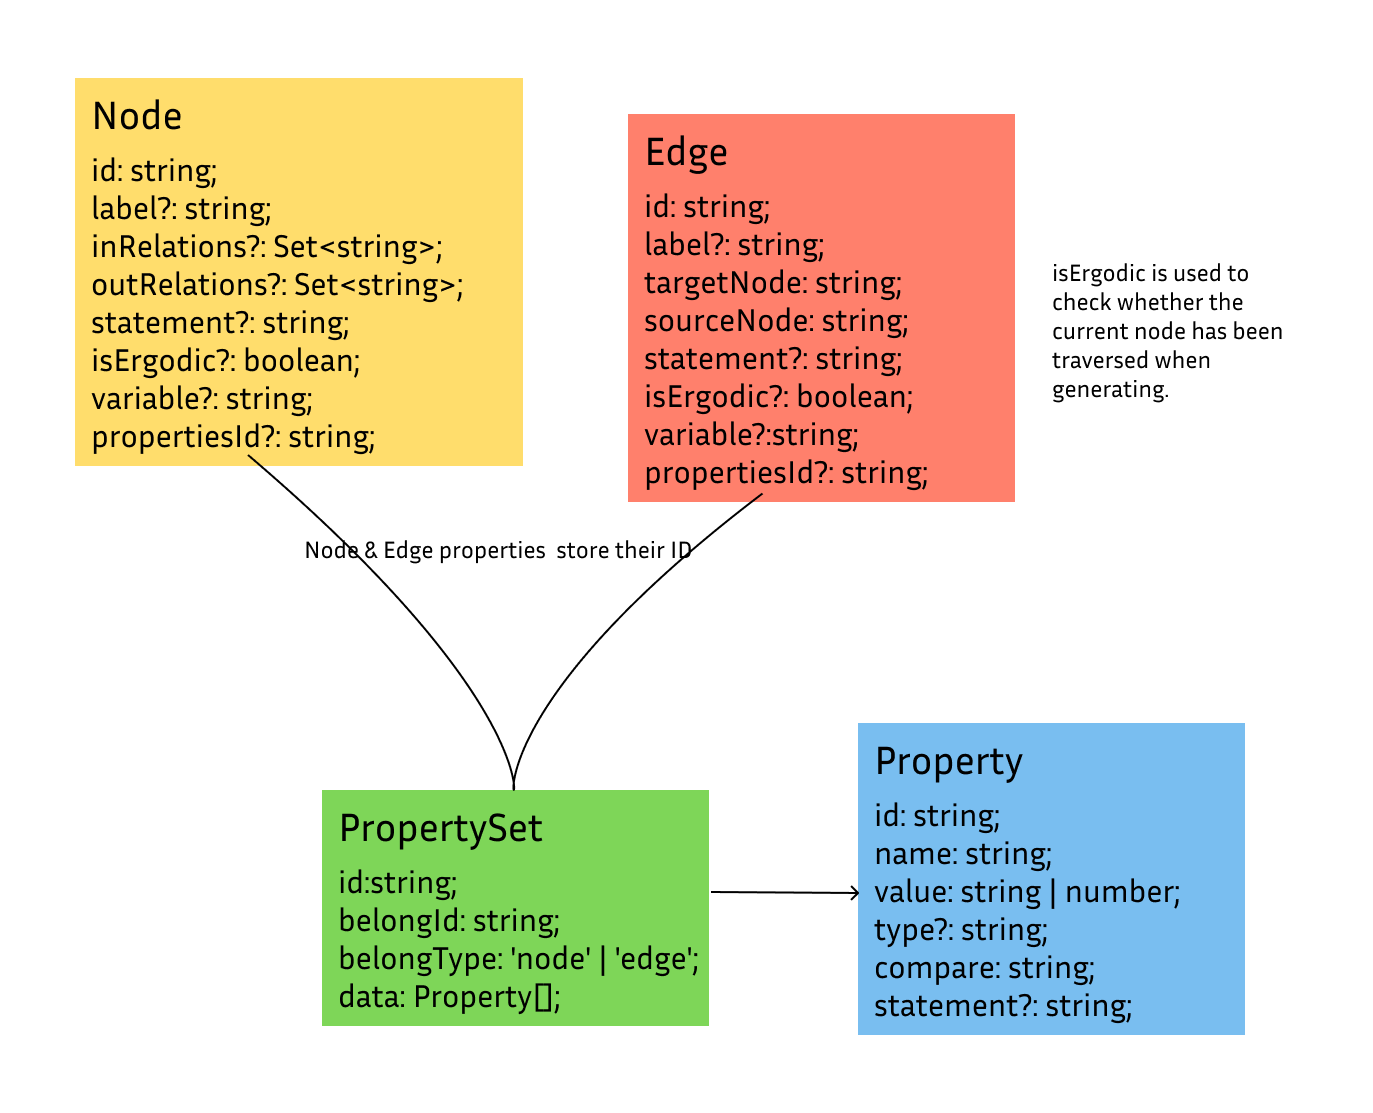 Node
id: string;
label?: string;
inRelations?: Set<string>;
outRelations?: Set<string>;
statement?: string;
isErgodic?: boolean;
variable?: string;
propertiesId?: string;
Edge
id: string;
label?: string;
targetNode: string;
sourceNode: string;
statement?: string;
isErgodic?: boolean;
variable?:string;
propertiesId?: string;
isErgodic is used to
check whether the
current node has been
traversed when
generating.
Node & Edge properties  store their ID
PropertySet
id:string;
belongId: string;
belongType: 'node' | 'edge';
data: Property[];
Property
id: string;
name: string;
value: string | number;
type?: string;
compare: string;
statement?: string;